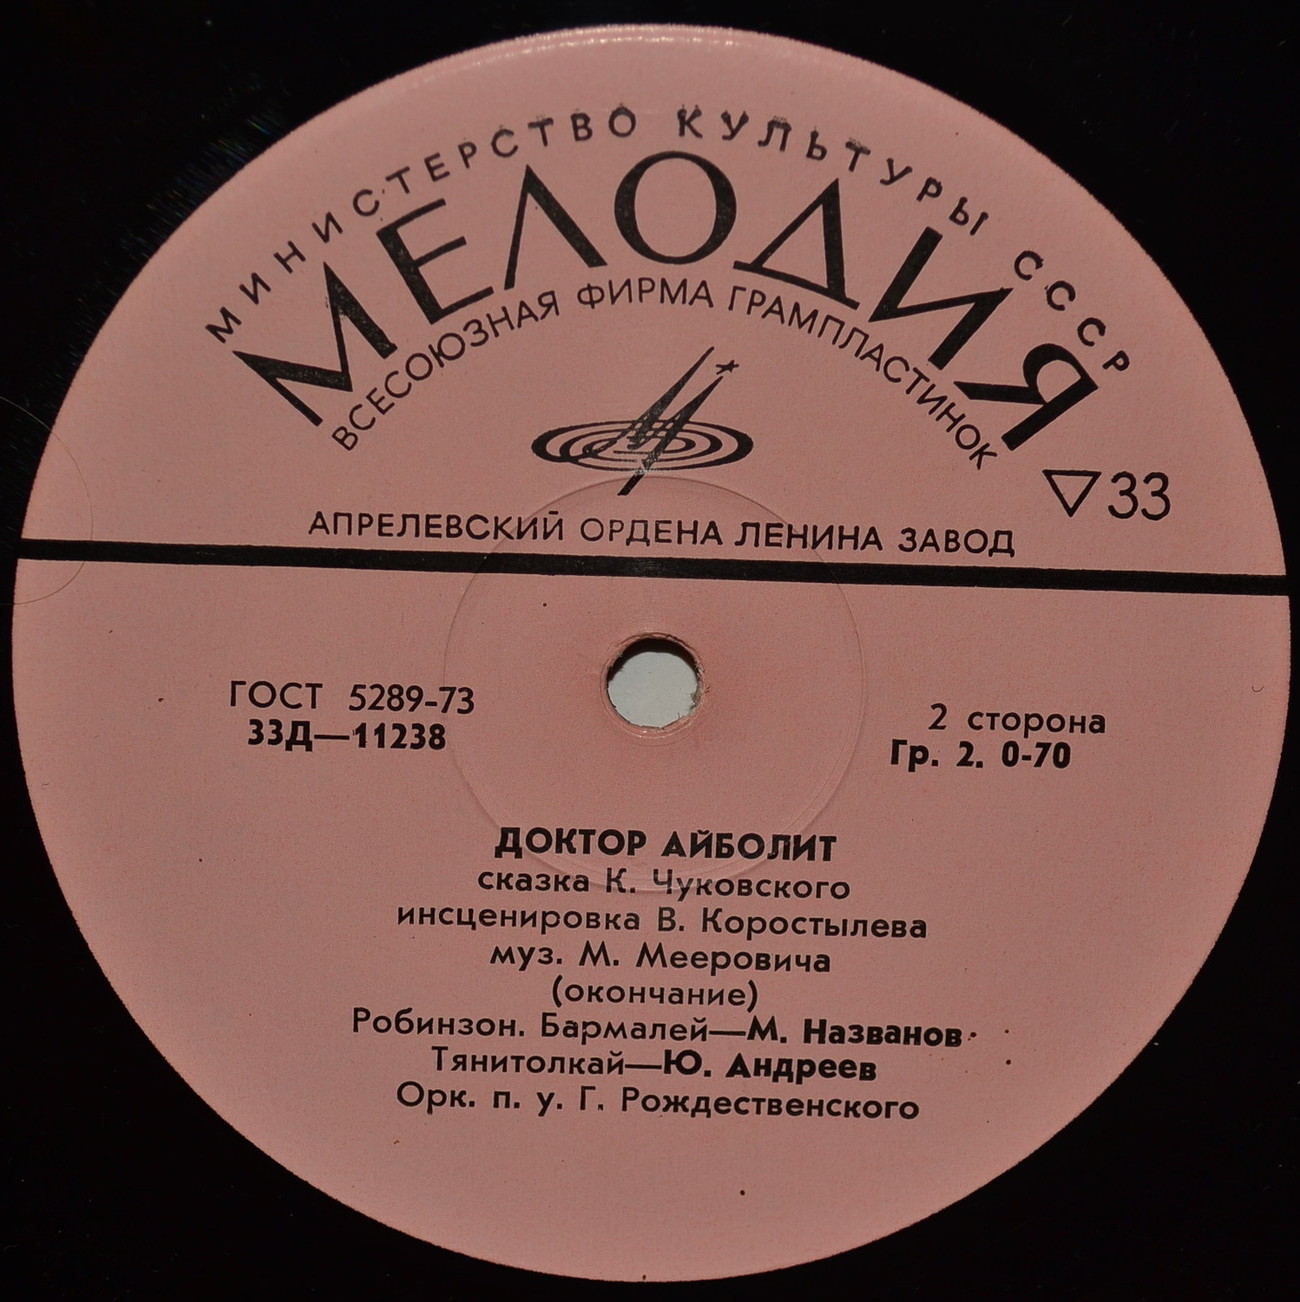 МИНИСТЕРСТВО КУЛЬТУРЫ СССР
МЕЛОДИЯ
ВСЕСОЮЗНАЯ ФИРМА ГРАМПЛАСТИНОК
33
АПРЕЛЕВСКИЙ ОРДЕНА ЛЕНИНА ЗАВОД
ГОСТ 5289-73
33Д—11238
2 сторона
Гр. 2. 0-70
ДОКТОР АЙБОЛИТ
сказка К. Чуковского
инсценировка В. Коростылева
муз. М. Мееровича
(окончание)
Робинзон. Бармалей—М. Названов
Тянитолкай—Ю. Андреев
Орк. п. у. Г. Рождественского